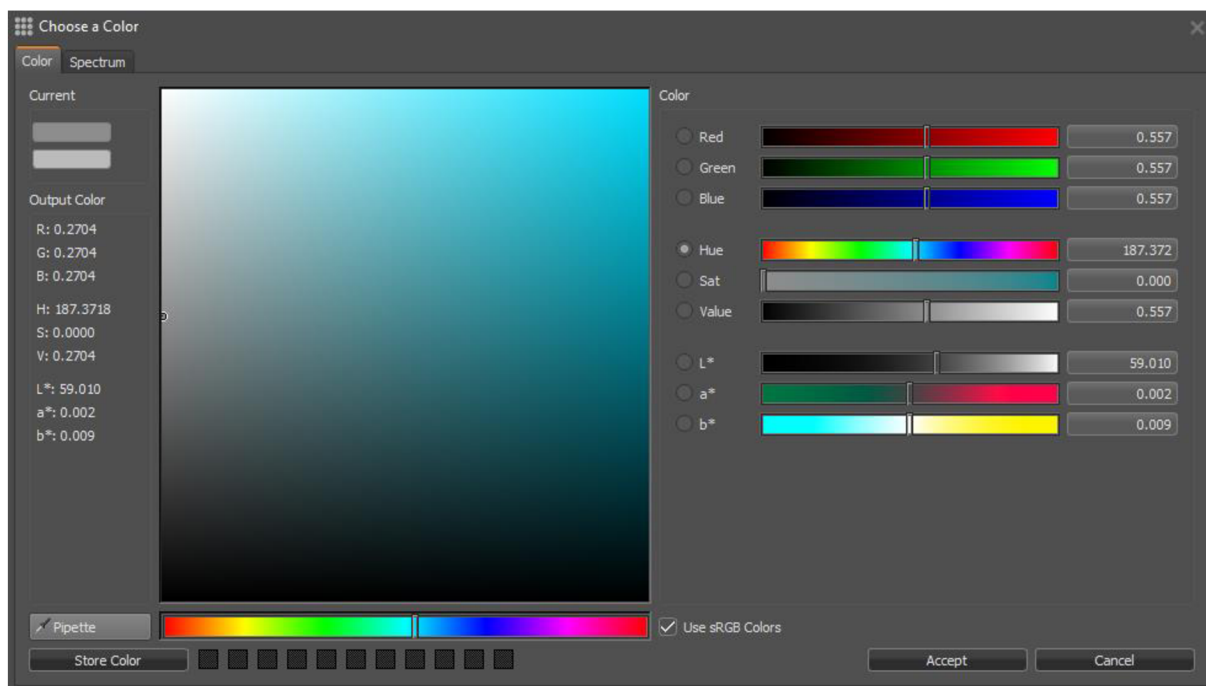 Choose a Color
Color Spectrum
Current
Output Color
R: 0.2704
G: 0.2704
B: 0.2704
H: 187.3718
S: 0.0000
V: 0.2704
L*: 59.010
a*: 0.002
b*: 0.009
Color
Red 0.557
Green 0.557
Blue 0.557
Hue 187.372
Sat 0.000
Value 0.557
L* 59.010
a* 0.002
b* 0.009
Pipette
Use sRGB Colors
Store Color
Accept
Cancel